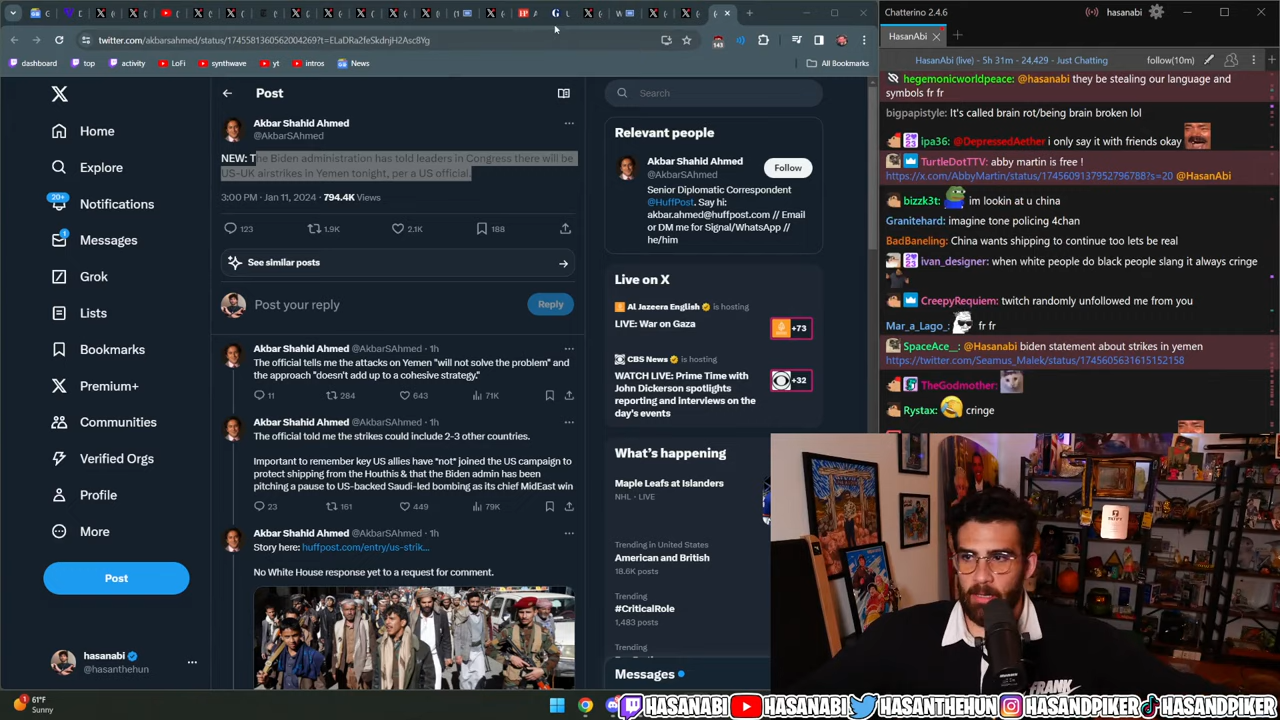 Chatterino 2.4.6
hasanabi
twitter.com/akbarsahmed/status/1745581360562004269?t=ELaDRa2feSkdnjH2Asc8Yg
143
dashboard
top
activity
LoFi
synthwave
yt
intros
News
All Bookmarks
HasanAbi
HasanAbi (live) - 5h 31m - 24,429 - Just Chatting
follow(10m)
Home
Explore
20+
Notifications
1
Messages
Grok
Lists
Bookmarks
Premium+
Communities
Verified Orgs
Profile
More
Post
hasanabi
@hasanthehun
Post
Akbar Shahid Ahmed
@AkbarSAhmed
NEW: The Biden administration has told leaders in Congress there will be
US-UK airstrikes in Yemen tonight, per a US official.
3:00 PM · Jan 11, 2024 · 794.4K Views
123
1.9K
2.1K
188
See similar posts
Post your reply
Reply
Akbar Shahid Ahmed @AkbarSAhmed · 1h
The official tells me the attacks on Yemen "will not solve the problem" and
the approach "doesn't add up to a cohesive strategy."
11
284
643
71K
Akbar Shahid Ahmed @AkbarSAhmed · 1h
The official told me the strikes could include 2-3 other countries.
Important to remember key US allies have *not* joined the US campaign to
protect shipping from the Houthis & that the Biden admin has been
pitching a pause to US-backed Saudi-led bombing as its chief MidEast win
23
161
449
79K
Akbar Shahid Ahmed @AkbarSAhmed · 1h
Story here: huffpost.com/entry/us-strik...
No White House response yet to a request for comment.
Search
Relevant people
Akbar Shahid Ahmed
@AkbarSAhmed
Follow
Senior Diplomatic Correspondent
@HuffPost. Say hi:
akbar.ahmed@huffpost.com // Email
or DM me for Signal/WhatsApp //
he/him
Live on X
Al Jazeera English is hosting
LIVE: War on Gaza
+73
CBS News is hosting
WATCH LIVE: Prime Time with
John Dickerson spotlights
reporting and interviews on the
day's events
+32
What's happening
Maple Leafs at Islanders
NHL · LIVE
Trending in United States
American and British
18.6K posts
Trending
#CriticalRole
1,483 posts
Trending
Messages
hegemonicworldpeace: @hasanabi they be stealing our language and
symbols fr fr
bigpapistyle: It's called brain rot/being brain broken lol
ipa36: @DepressedAether i only say it with friends okay
TurtleDotTTV: abby martin is free !
https://x.com/AbbyMartin/status/1745609137952796788?s=20 @HasanAbi
bizzk3t: im lookin at u china
Granitehard: imagine tone policing 4chan
BadBaneling: China wants shipping to continue too lets be real
ivan_designer: when white people do black people slang it always cringe
CreepyRequiem: twitch randomly unfollowed me from you
Mar_a_Lago_: fr fr
SpaceAce__: @Hasanabi biden statement about strikes in yemen
https://twitter.com/Seamus_Malek/status/1745605631615152158
TheGodmother:
Rystax: cringe
FRANK
61°F
Sunny
HASANABI
HASANABI
HASANTHEHUN
HASANDPIKER
HASANDPIKER